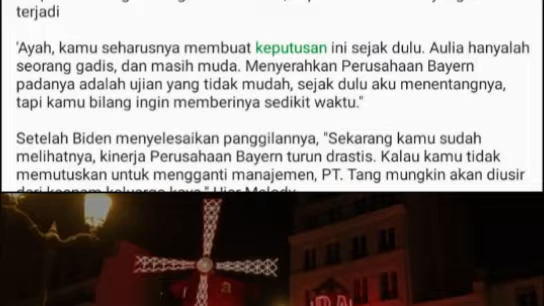 terjadi
'Ayah, kamu seharusnya membuat keputusan ini sejak dulu. Aulia hanyalah
seorang gadis, dan masih muda. Menyerahkan Perusahaan Bayern
padanya adalah ujian yang tidak mudah, sejak dulu aku menentangnya,
tapi kamu bilang ingin memberinya sedikit waktu."
Setelah Biden menyelesaikan panggilannya, "Sekarang kamu sudah
melihatnya, kinerja Perusahaan Bayern turun drastis. Kalau kamu tidak
memutuskan untuk mengganti manajemen, PT. Tang mungkin akan diusir